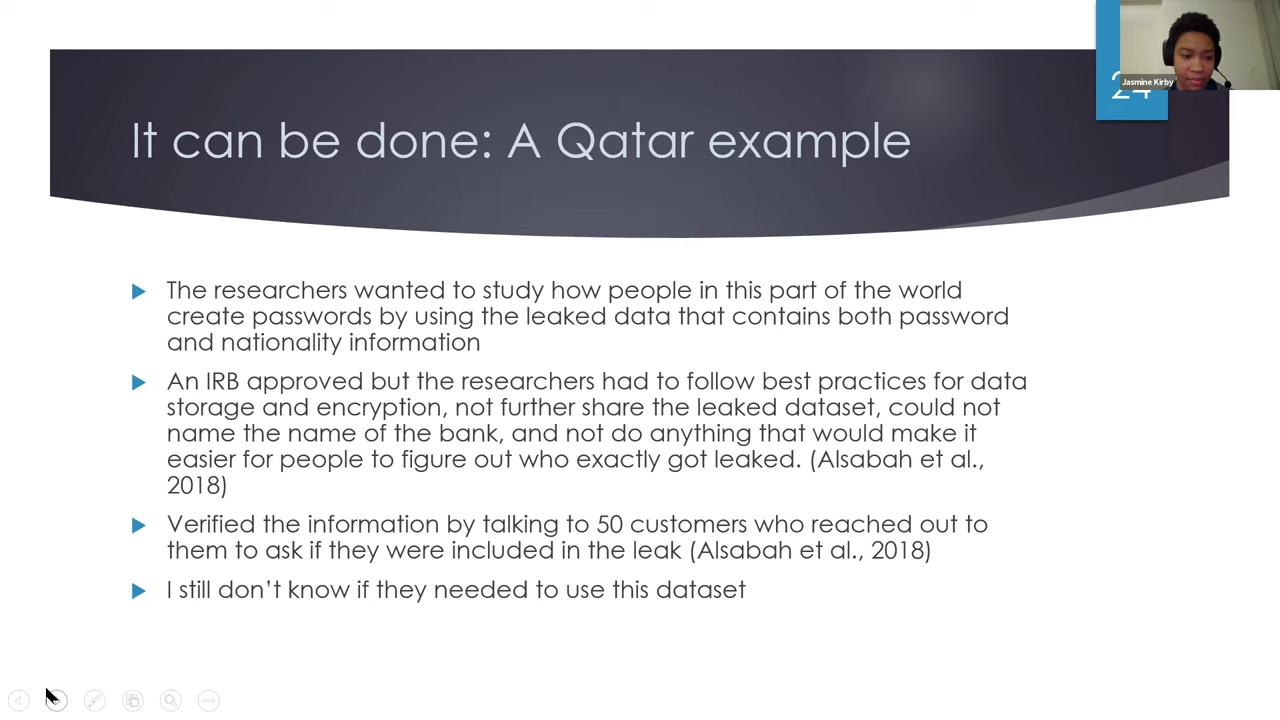 Jasmine Kirby
24
It can be done: A Qatar example
The researchers wanted to study how people in this part of the world
create passwords by using the leaked data that contains both password
and nationality information
An IRB approved but the researchers had to follow best practices for data
storage and encryption, not further share the leaked dataset, could not
name the name of the bank, and not do anything that would make it
easier for people to figure out who exactly got leaked. (Alsabah et al.,
2018)
Verified the information by talking to 50 customers who reached out to
them to ask if they were included in the leak (Alsabah et al., 2018)
I still don’t know if they needed to use this dataset